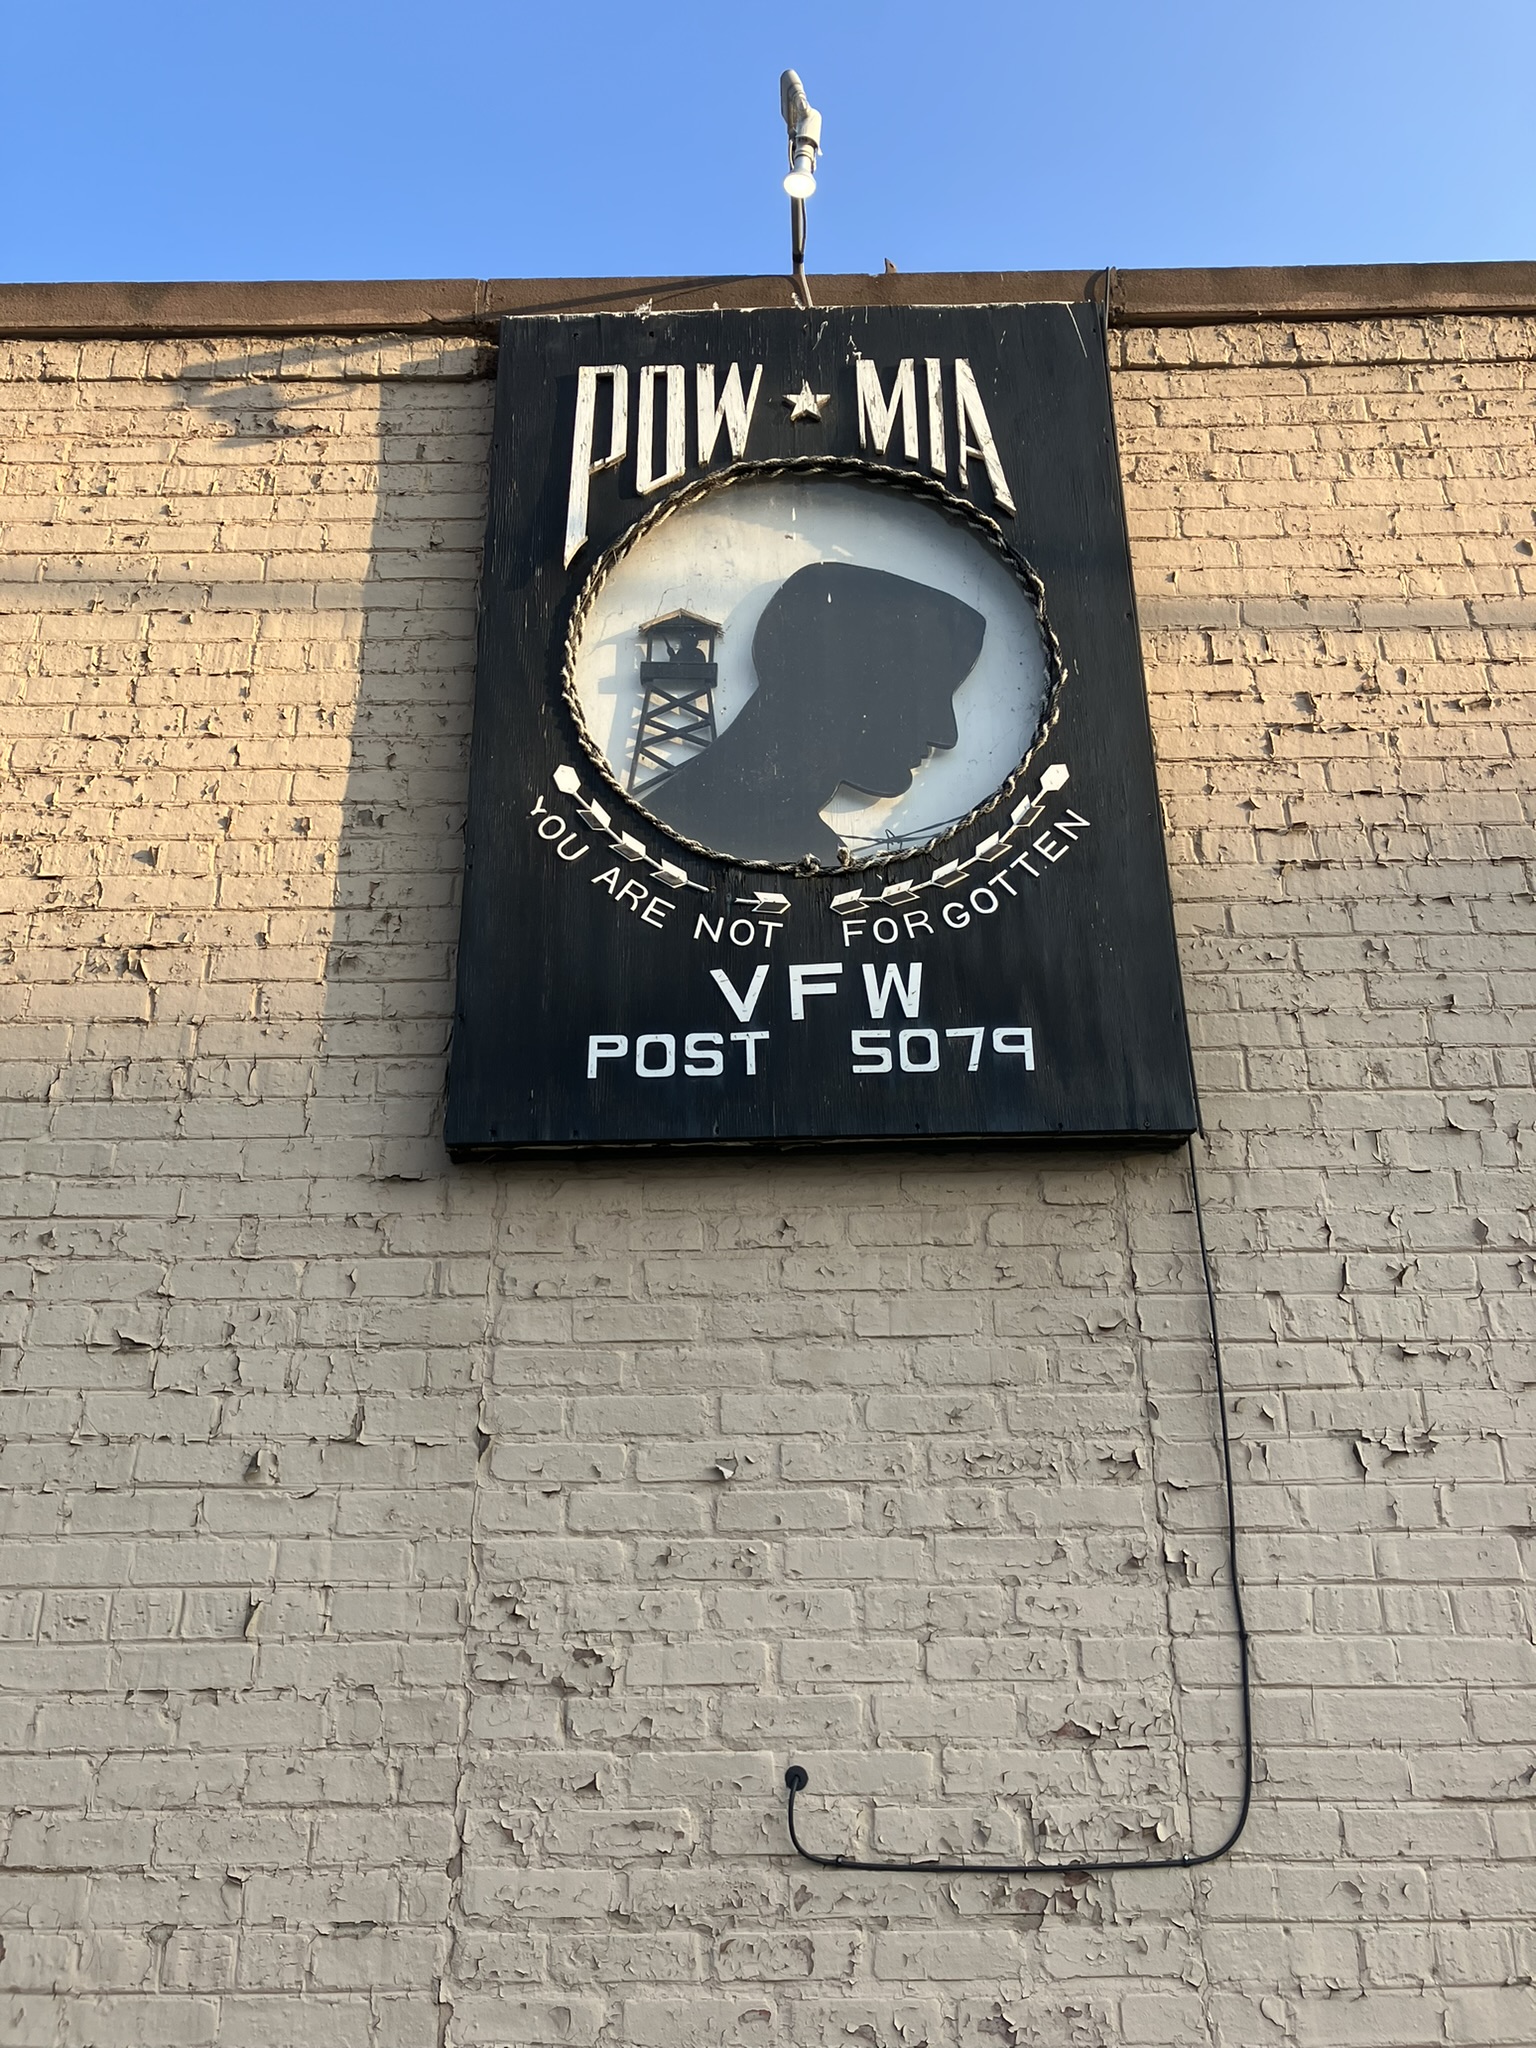 POW ★ MIA
YOU ARE NOT FORGOTTEN
VFW
POST 5079